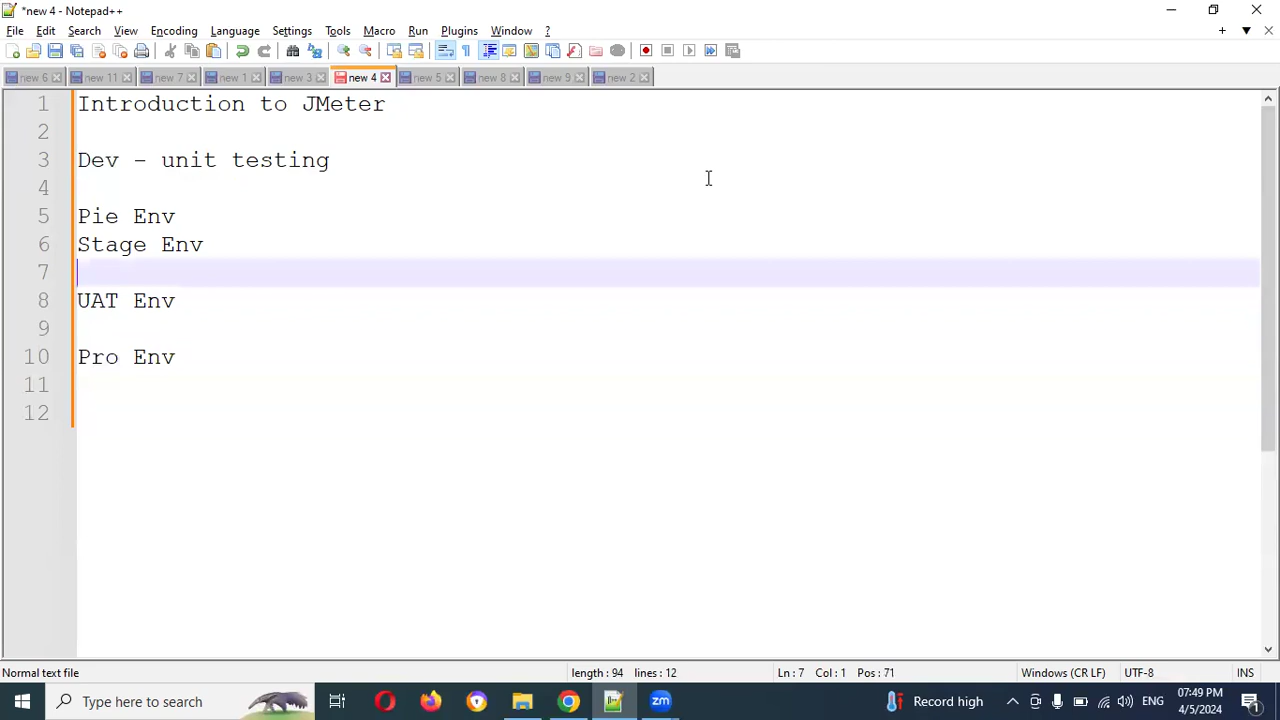 *new 4 - Notepad++
File Edit Search View Encoding Language Settings Tools Macro Run Plugins Window ?
new 6 new 11 new 7 new 1 new 3 new 4 new 5 new 8 new 9 new 2
1 Introduction to JMeter
2
3 Dev - unit testing
4
5 Pie Env
6 Stage Env
7
8 UAT Env
9
10 Pro Env
11
12
Normal text file length : 94 lines : 12 Ln : 7 Col : 1 Pos : 71 Windows (CR LF) UTF-8 INS
Type here to search zm Record high ENG 07:49 PM
4/5/2024 1